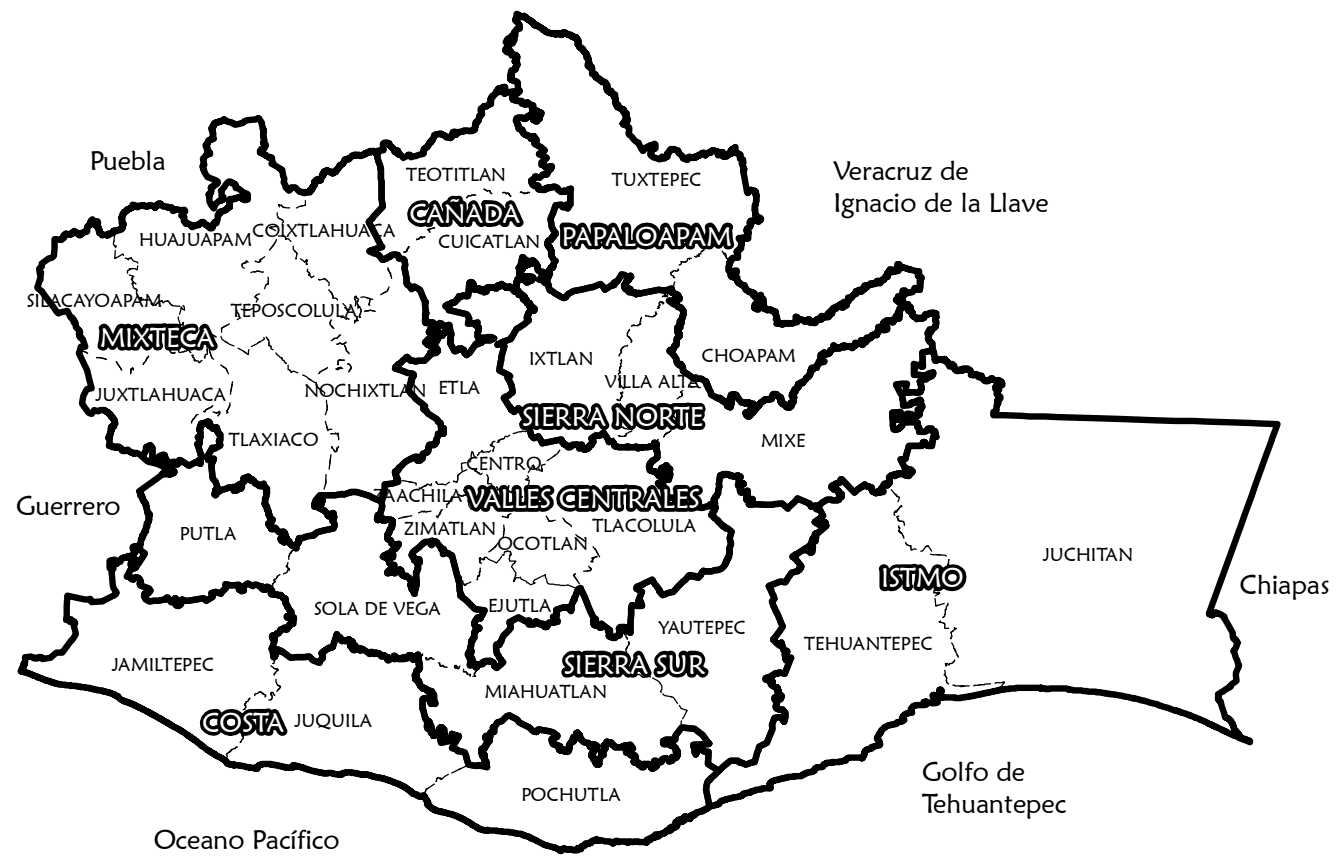 Puebla
TEOTITLAN
TUXTEPEC
Veracruz de
Ignacio de la Llave
CAÑADA
COIXTLAHUACA
HUAJUAPAM
CUICATLAN
PAPALOAPAM
SILACAYOAPAM
TEPOSCOLULA
MIXTECA
IXTLAN
CHOAPAM
VILLA ALTA
JUXTLAHUACA
NOCHIXTLAN
ETLA
SIERRA NORTE
TLAXIACO
MIXE
CENTRO
ZAACHILA
VALLES CENTRALES
Guerrero
PUTLA
ZIMATLAN
TLACOLULA
OCOTLAN
JUCHITAN
ISTMO
Chiapas
SOLA DE VEGA
EJUTLA
YAUTEPEC
TEHUANTEPEC
JAMILTEPEC
SIERRA SUR
MIAHUATLAN
COSTA
JUQUILA
Golfo de
Tehuantepec
POCHUTLA
Oceano Pacífico